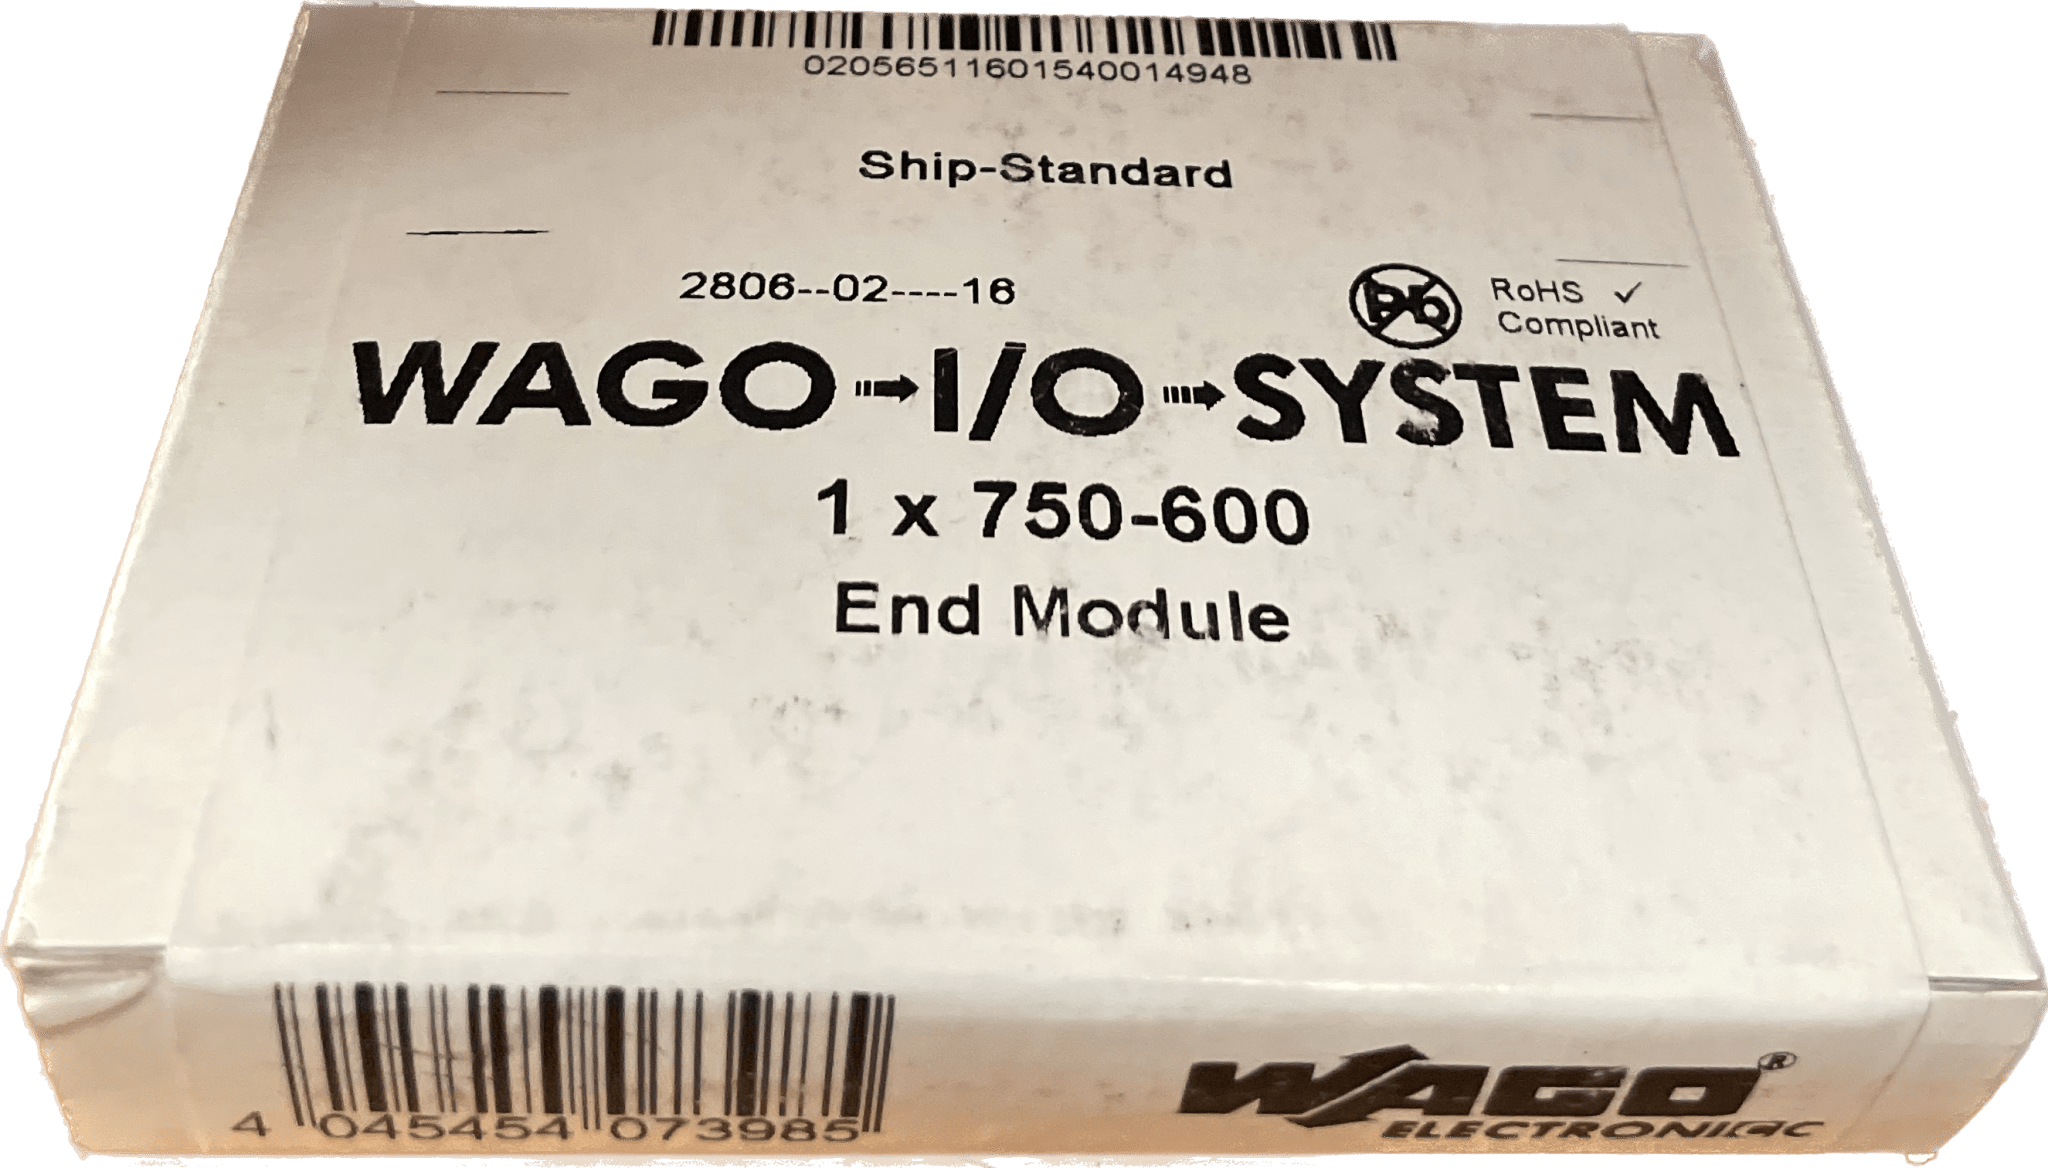 02056511601540014948
Ship-Standard
2806--02----16
Pb
RoHS ✓
Compliant
WAGO I/O SYSTEM
1 x 750-600
End Module
4 045454 073985
WAGO®